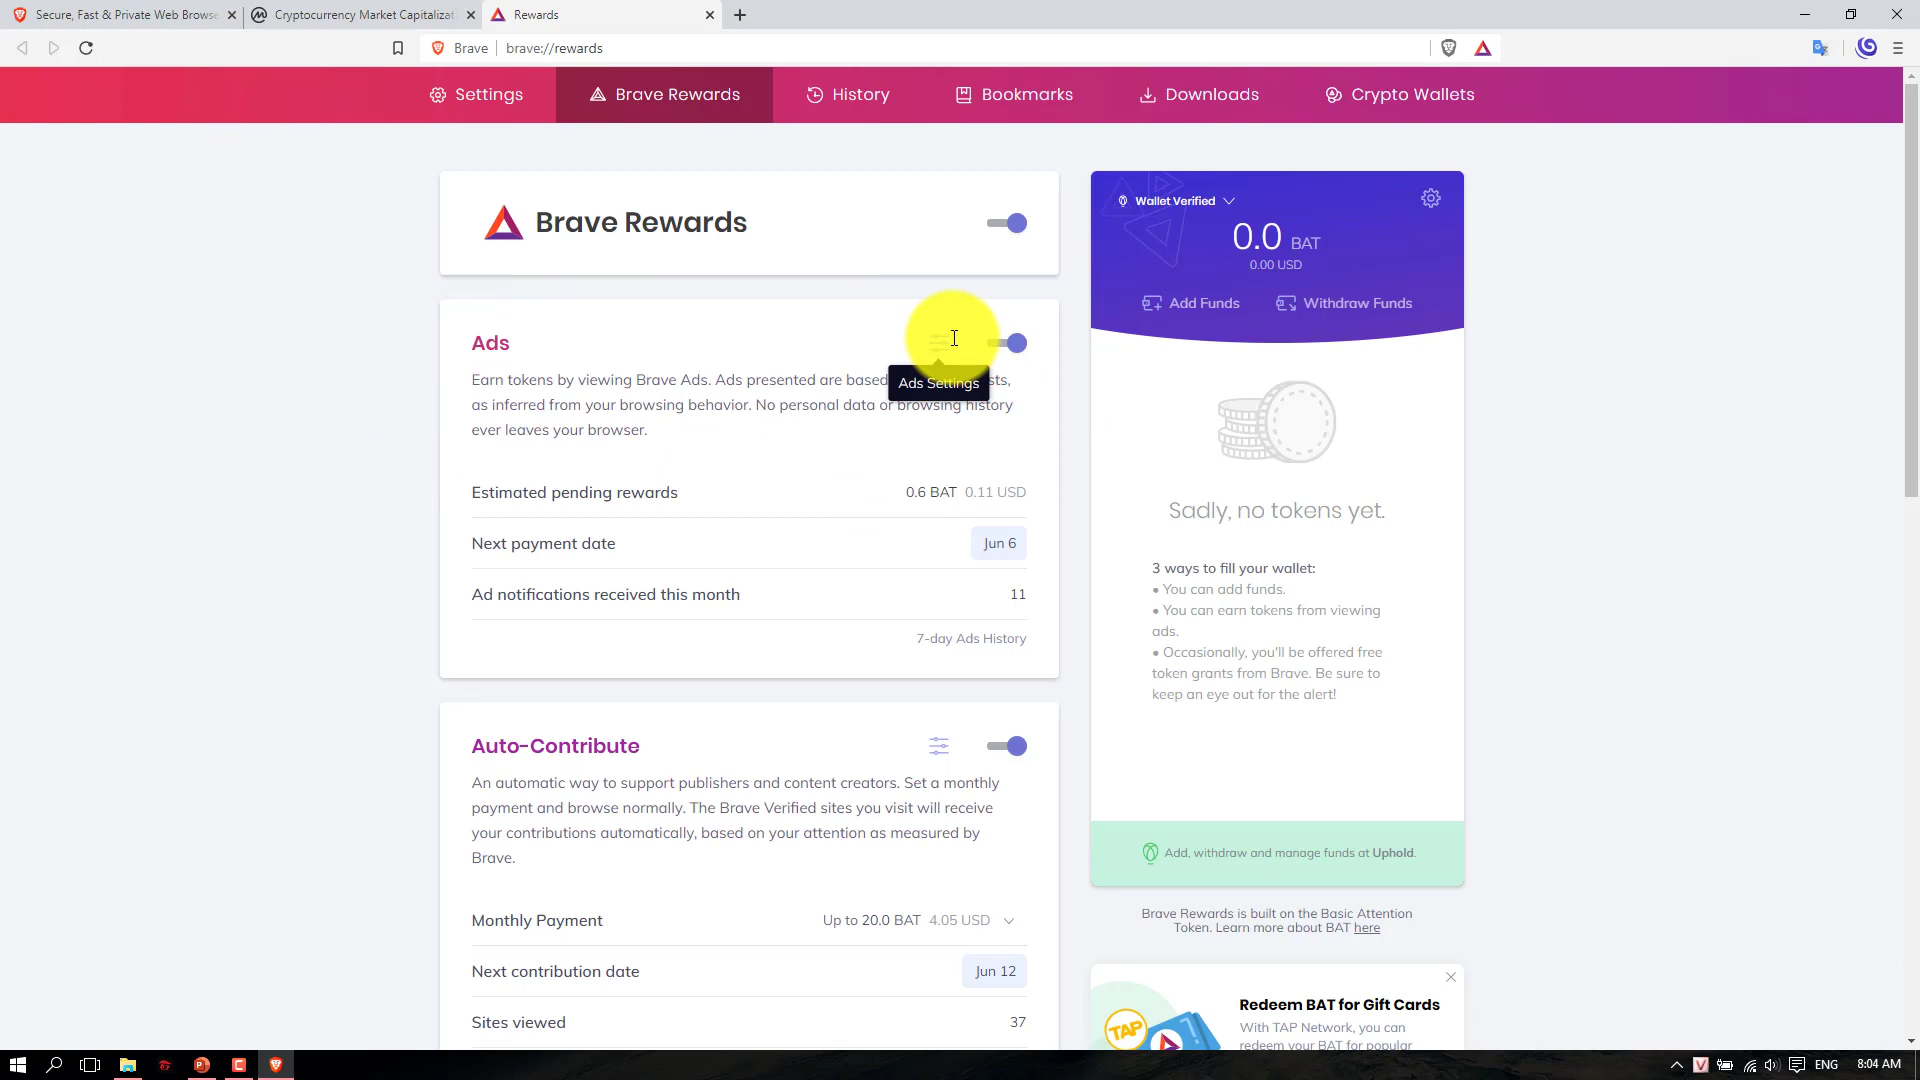 Secure, Fast & Private Web Browse
Cryptocurrency Market Capitalizat
Rewards
Brave
brave://rewards
Settings
Brave Rewards
History
Bookmarks
Downloads
Crypto Wallets
Brave Rewards
Ads
Ads Settings
Earn tokens by viewing Brave Ads. Ads presented are based sts,
as inferred from your browsing behavior. No personal data or browsing history
ever leaves your browser.
Estimated pending rewards 0.6 BAT 0.11 USD
Next payment date Jun 6
Ad notifications received this month 11
7-day Ads History
Auto-Contribute
An automatic way to support publishers and content creators. Set a monthly
payment and browse normally. The Brave Verified sites you visit will receive
your contributions automatically, based on your attention as measured by
Brave.
Monthly Payment Up to 20.0 BAT 4.05 USD
Next contribution date Jun 12
Sites viewed 37
Wallet Verified
0.0 BAT
0.00 USD
Add Funds
Withdraw Funds
Sadly, no tokens yet.
3 ways to fill your wallet:
• You can add funds.
• You can earn tokens from viewing
ads.
• Occasionally, you'll be offered free
token grants from Brave. Be sure to
keep an eye out for the alert!
Add, withdraw and manage funds at Uphold.
Brave Rewards is built on the Basic Attention
Token. Learn more about BAT here
TAP
Redeem BAT for Gift Cards
With TAP Network, you can
redeem your BAT for popular
ENG
8:04 AM